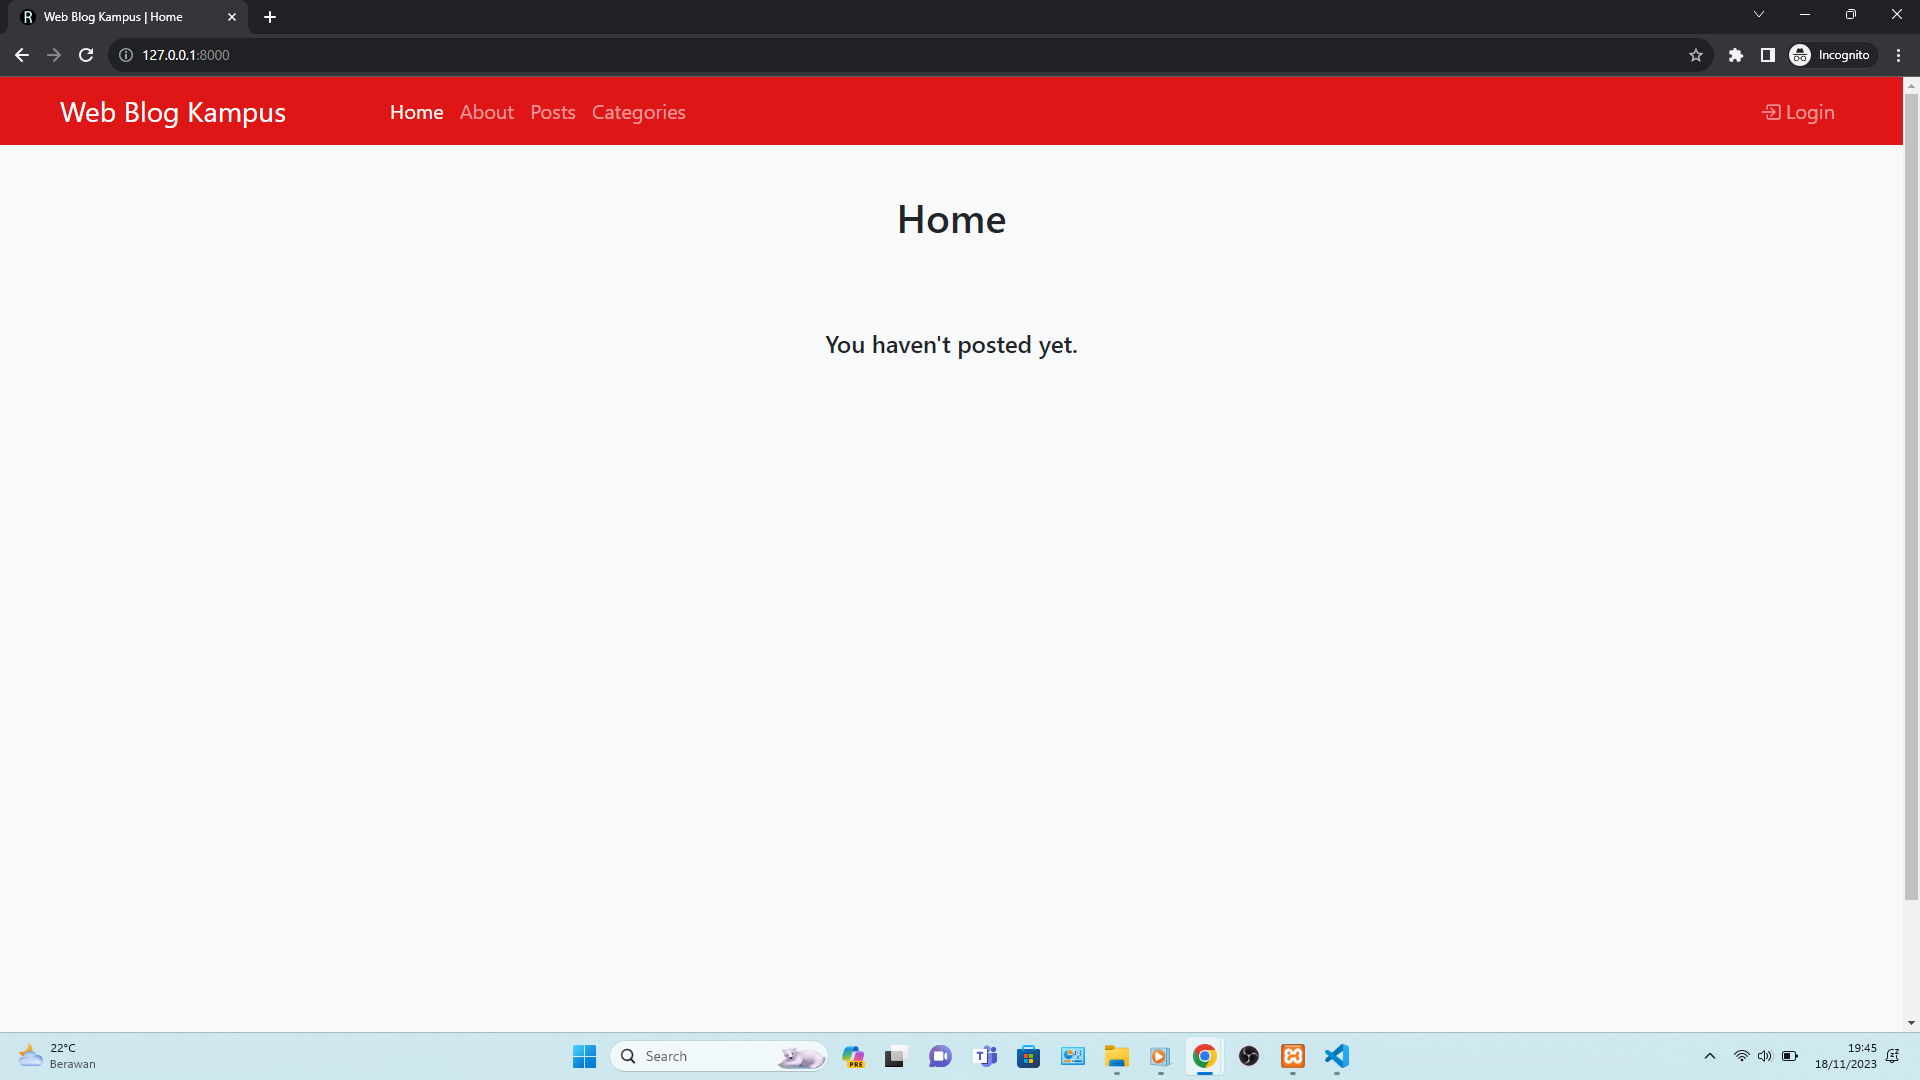 Web Blog Kampus | Home
127.0.0.1:8000
Incognito
Web Blog Kampus
Home About Posts Categories
Login
Home
You haven't posted yet.
22°C
Berawan
Search
PRE
19:45
18/11/2023